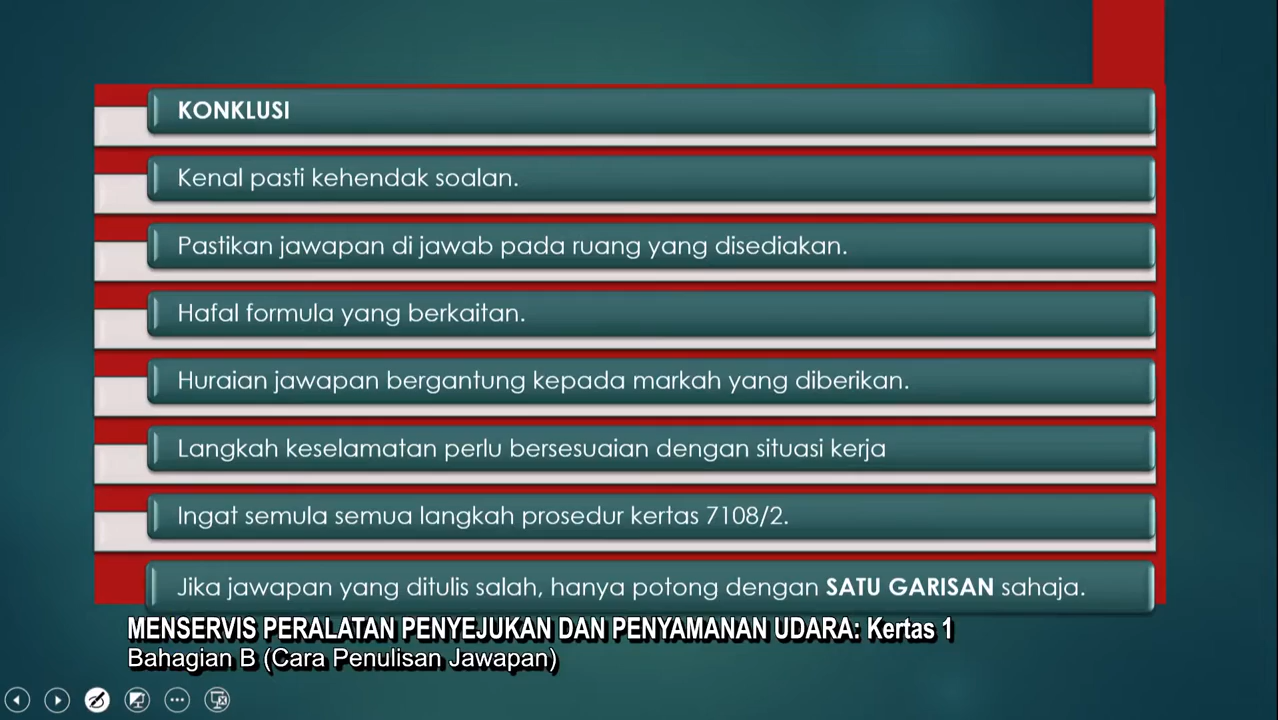 KONKLUSI
Kenal pasti kehendak soalan.
Pastikan jawapan di jawab pada ruang yang disediakan.
Hafal formula yang berkaitan.
Huraian jawapan bergantung kepada markah yang diberikan.
Langkah keselamatan perlu bersesuaian dengan situasi kerja
Ingat semula semua langkah prosedur kertas 7108/2.
Jika jawapan yang ditulis salah, hanya potong dengan SATU GARISAN sahaja.
MENSERVIS PERALATAN PENYEJUKAN DAN PENYAMANAN UDARA: Kertas 1
Bahagian B (Cara Penulisan Jawapan)